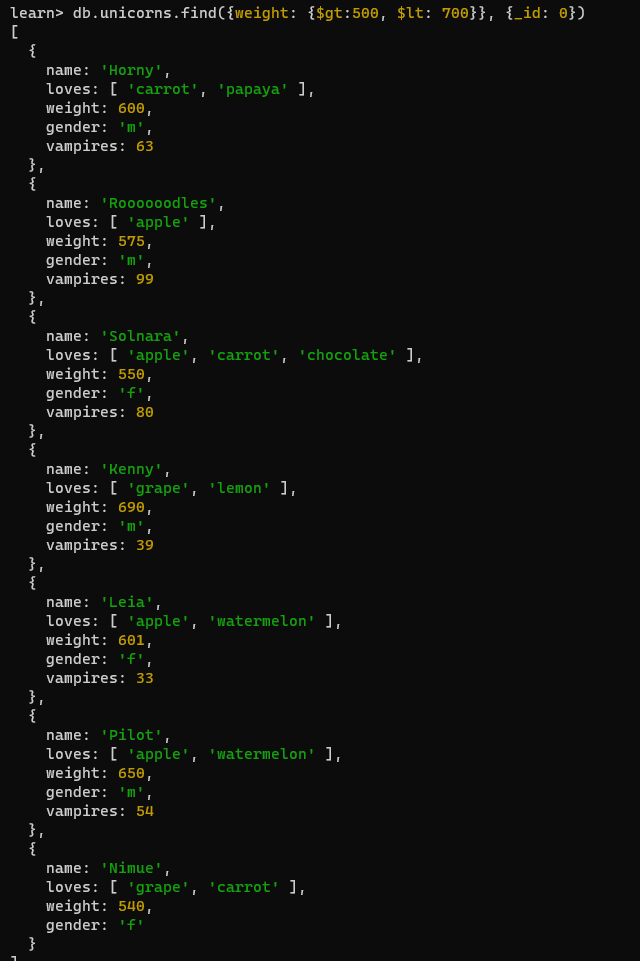 learn> db.unicorns.find({weight: {$gt:500, $lt: 700}}, {_id: 0})
[
  {
    name: 'Horny',
    loves: [ 'carrot', 'papaya' ],
    weight: 600,
    gender: 'm',
    vampires: 63
  },
  {
    name: 'Roooooodles',
    loves: [ 'apple' ],
    weight: 575,
    gender: 'm',
    vampires: 99
  },
  {
    name: 'Solnara',
    loves: [ 'apple', 'carrot', 'chocolate' ],
    weight: 550,
    gender: 'f',
    vampires: 80
  },
  {
    name: 'Kenny',
    loves: [ 'grape', 'lemon' ],
    weight: 690,
    gender: 'm',
    vampires: 39
  },
  {
    name: 'Leia',
    loves: [ 'apple', 'watermelon' ],
    weight: 601,
    gender: 'f',
    vampires: 33
  },
  {
    name: 'Pilot',
    loves: [ 'apple', 'watermelon' ],
    weight: 650,
    gender: 'm',
    vampires: 54
  },
  {
    name: 'Nimue',
    loves: [ 'grape', 'carrot' ],
    weight: 540,
    gender: 'f'
  }
]